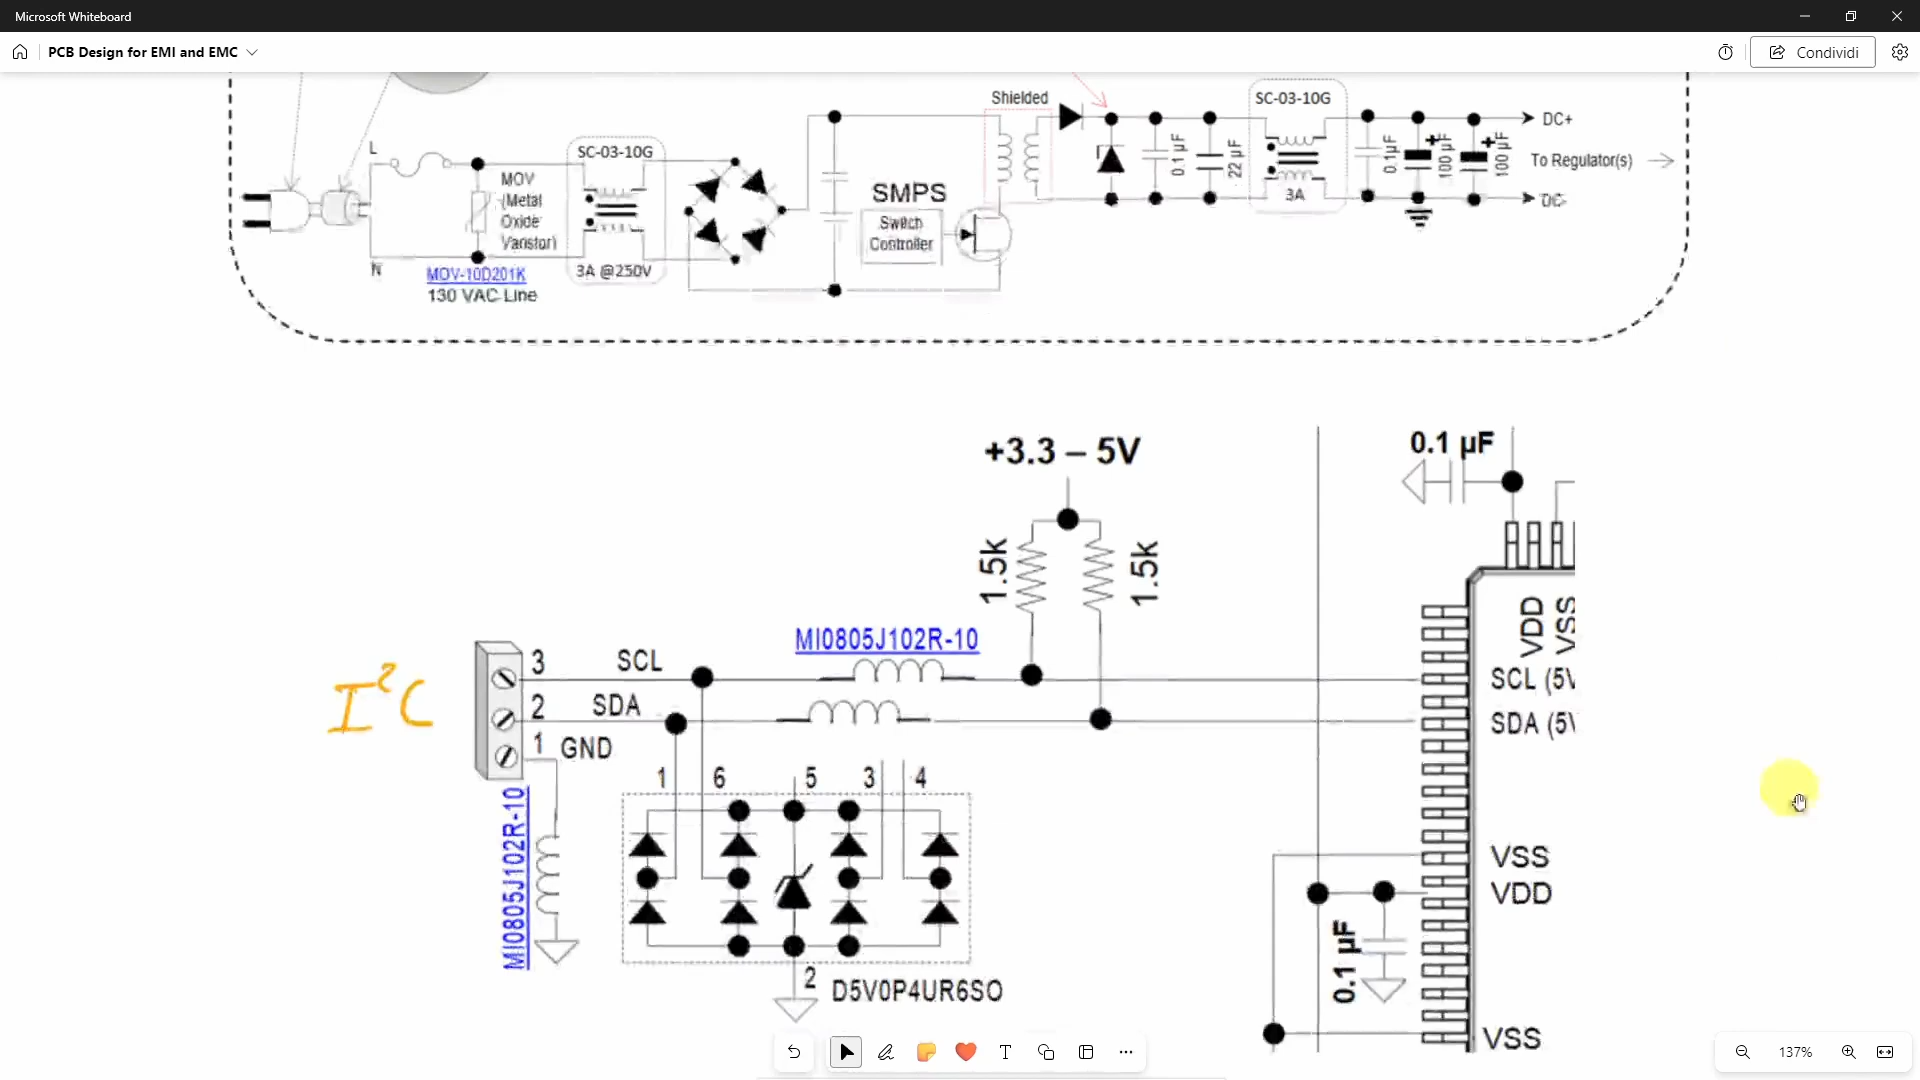 Microsoft Whiteboard
PCB Design for EMI and EMC
Condividi
Shielded
SC-03-10G
DC+
L
SC-03-10G
MOV
(Metal
Oxide
Varistor)
SMPS
Switch
Controller
0.1 µF
22 µF
3A
0.1µF
100 µF
100 µF
To Regulator(s)
DC-
N
MOV-10D201K
3A @250V
130 VAC Line
+3.3 – 5V
0.1 µF
1.5k
1.5k
VDD
VSS
MI0805J102R-10
I²C
3
SCL
SCL (5V
2
SDA
SDA (5V
1
GND
1
6
5
3
4
MI0805J102R-10
VSS
VDD
0.1 µF
2
D5V0P4UR6SO
VSS
137%